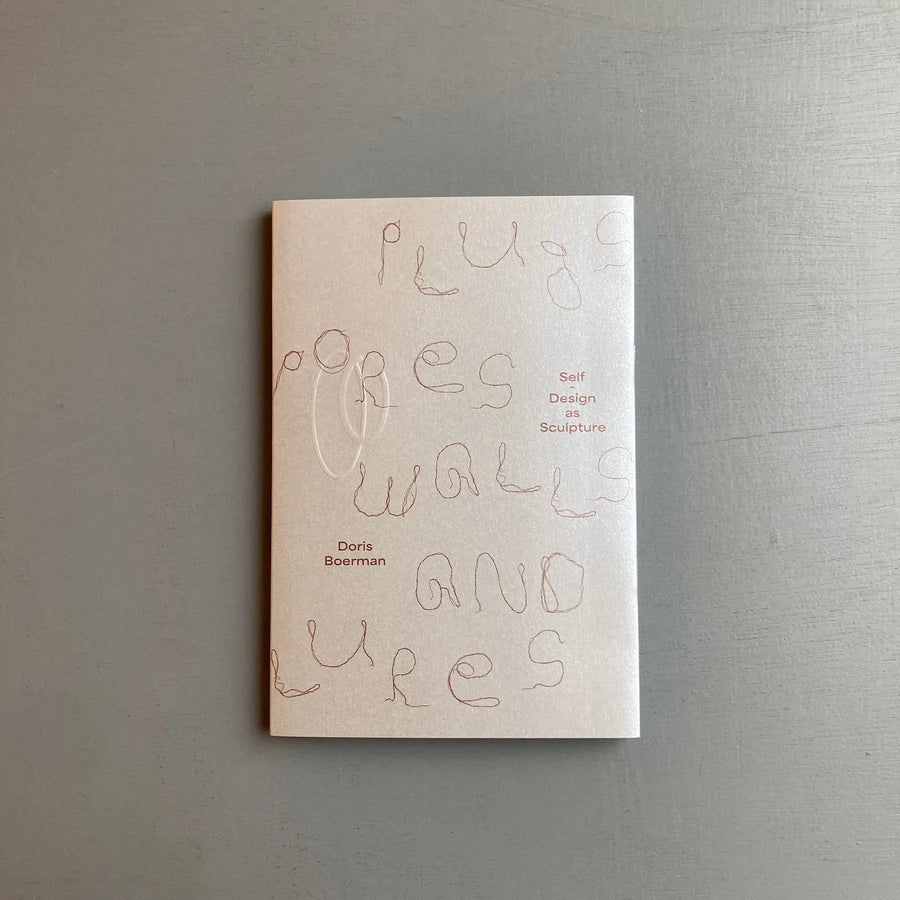 PLUGS
POReS
Self
-
Design
as
Sculpture
WALLS
Doris
Boerman
AND
LUReS